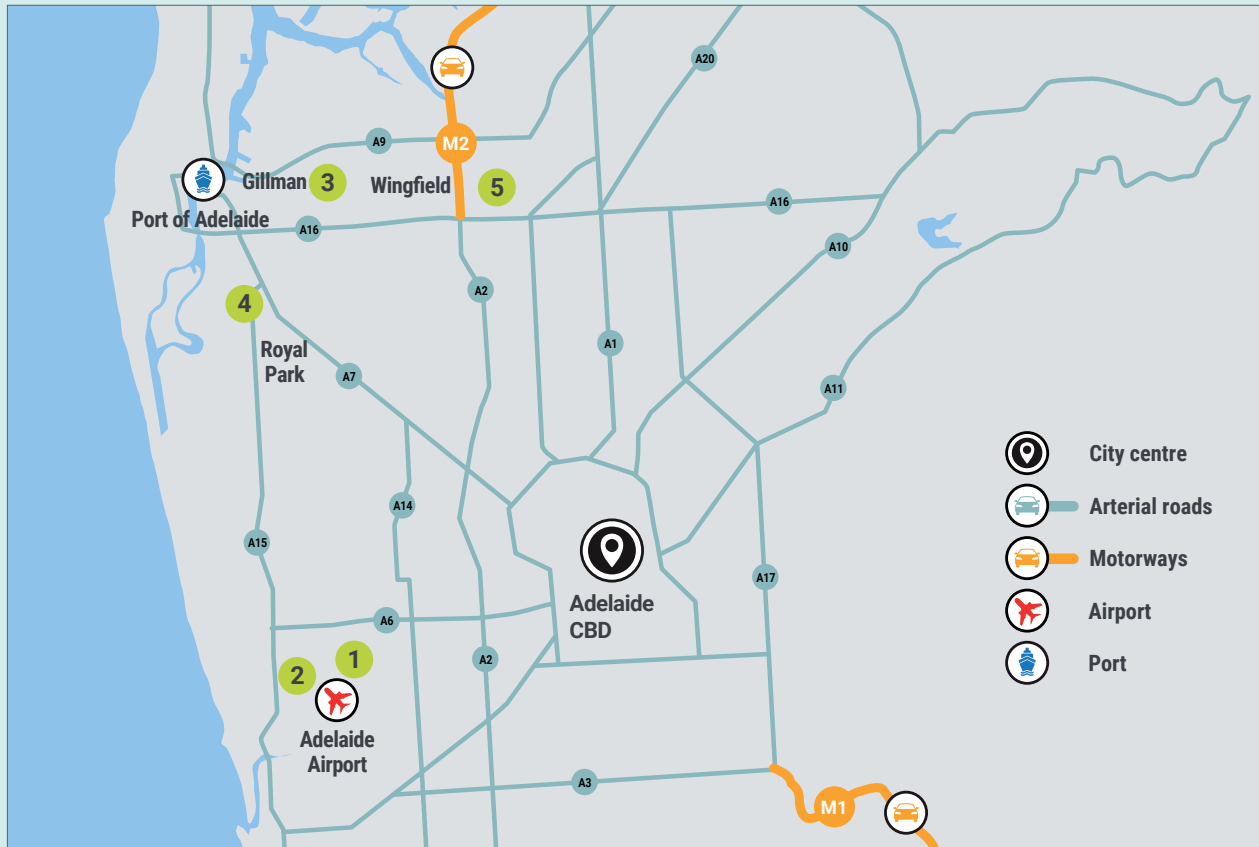 A20
A9
M2
Gillman
3
Wingfield
5
Port of Adelaide
A16
A16
A10
A2
4
A1
Royal
Park
A7
A11
City centre
A14
Arterial roads
A15
Motorways
A17
Adelaide
CBD
Airport
A6
1
2
A2
Port
Adelaide
Airport
A3
M1